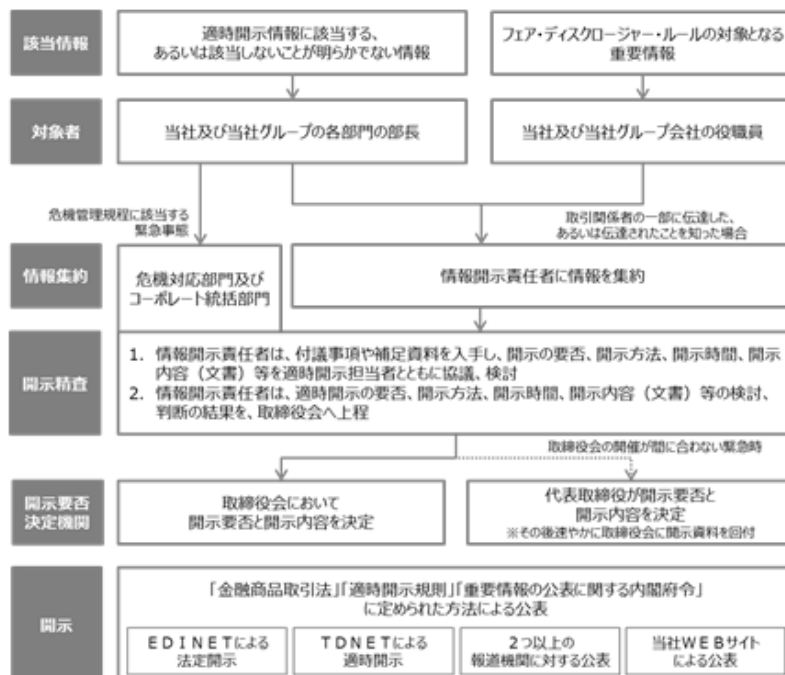 該当情報
適時開示情報に該当する、
あるいは該当しないことが明らかでない情報
フェア・ディスクロージャー・ルールの対象となる
重要情報
対象者
当社及び当社グループの各部門の部長
当社及び当社グループ会社の役職員
危機管理規程に該当する
緊急事態
取引関係者の一部に伝達した、
あるいは伝達されたことを知った場合
情報集約
危機対応部門及び
コーポレート統括部門
情報開示責任者に情報を集約
開示精査
1. 情報開示責任者は、付議事項や補足資料を入手し、開示の要否、開示方法、開示時間、開示
内容（文書）等を適時開示担当者とともに協議、検討
2. 情報開示責任者は、適時開示の要否、開示方法、開示時間、開示内容（文書）等の検討、
判断の結果を、取締役会へ上程
取締役会の開催が間に合わない緊急時
開示要否
決定機関
取締役会において
開示要否と開示内容を決定
代表取締役が開示要否と
開示内容を決定
※その後速やかに取締役会に開示資料を回付
開示
「金融商品取引法」「適時開示規則」「重要情報の公表に関する内閣府令」
に定められた方法による公表
ＥＤＩＮＥＴによる
法定開示
ＴＤＮＥＴによる
適時開示
２つ以上の
報道機関に対する公表
当社ＷＥＢサイト
による公表